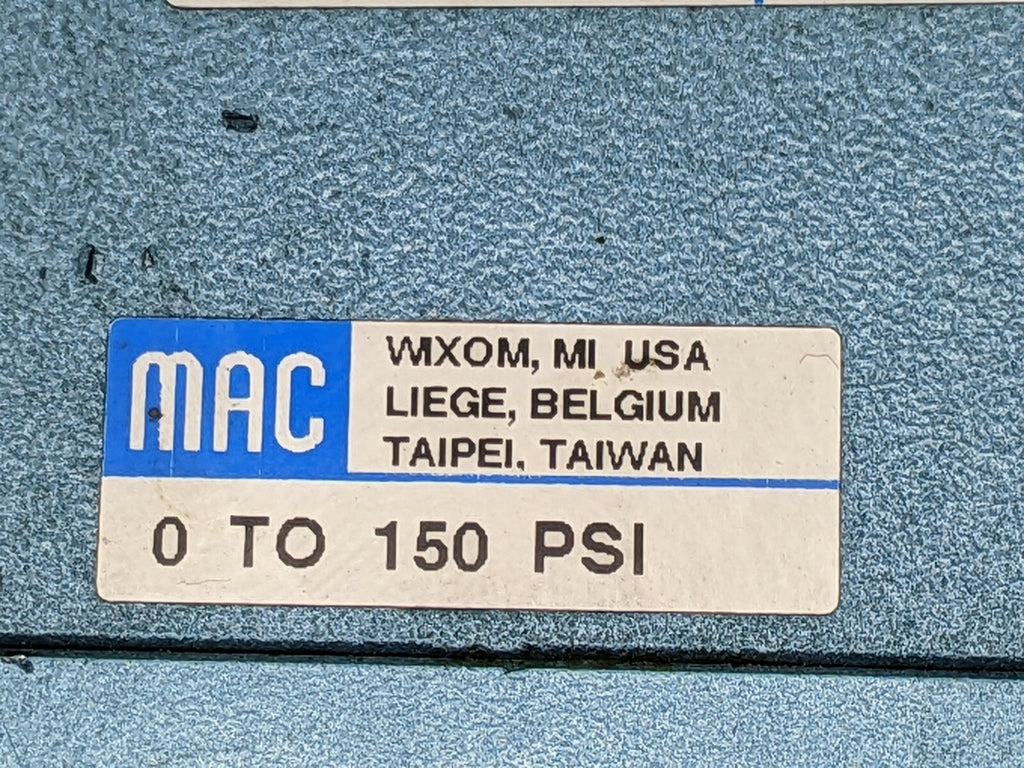 MAC
WIXOM, MI USA
LIEGE, BELGIUM
TAIPEI, TAIWAN
0 TO 150 PSI